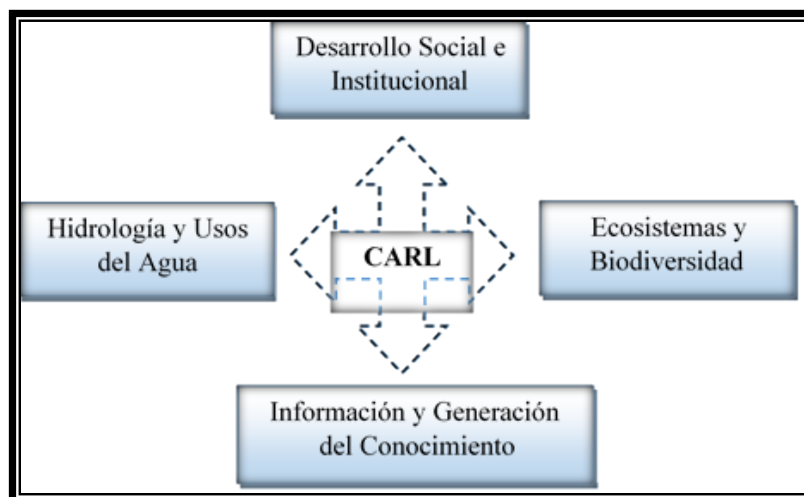 Desarrollo Social e
Institucional
Hidrología y Usos
del Agua
CARL
Ecosistemas y
Biodiversidad
Información y Generación
del Conocimiento